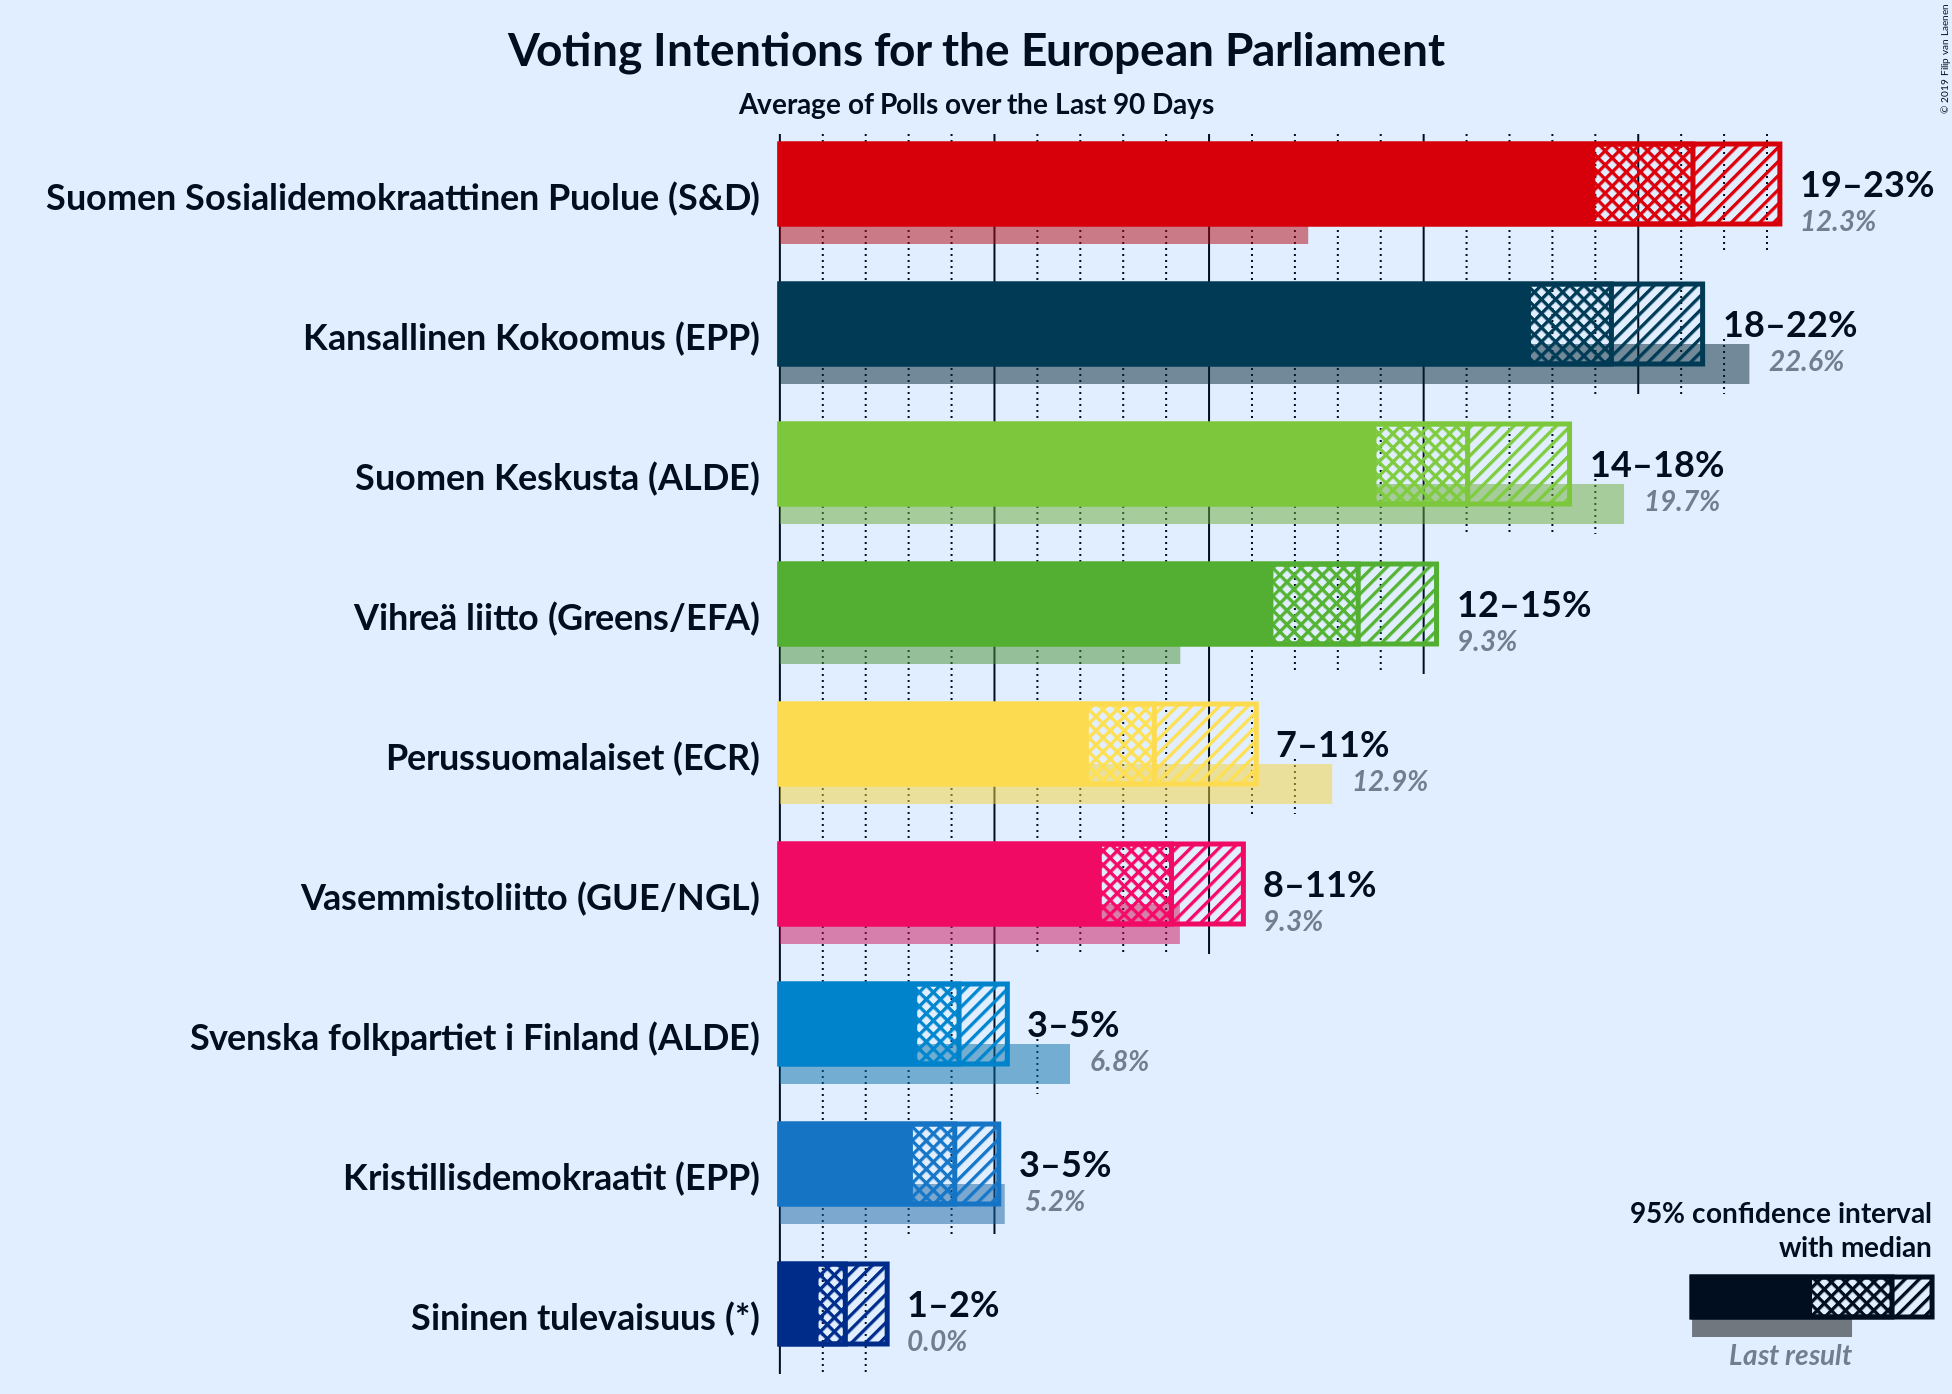 Voting Intentions for the European Parliament
Average of Polls over the Last 90 Days
© 2019 Filip van Laenen
Suomen Sosialidemokraattinen Puolue (S&D)
19–23%
12.3%
Kansallinen Kokoomus (EPP)
18–22%
22.6%
Suomen Keskusta (ALDE)
14–18%
19.7%
Vihreä liitto (Greens/EFA)
12–15%
9.3%
Perussuomalaiset (ECR)
7–11%
12.9%
Vasemmistoliitto (GUE/NGL)
8–11%
9.3%
Svenska folkpartiet i Finland (ALDE)
3–5%
6.8%
Kristillisdemokraatit (EPP)
3–5%
5.2%
Sininen tulevaisuus (*)
1–2%
0.0%
95% confidence interval
with median
Last result